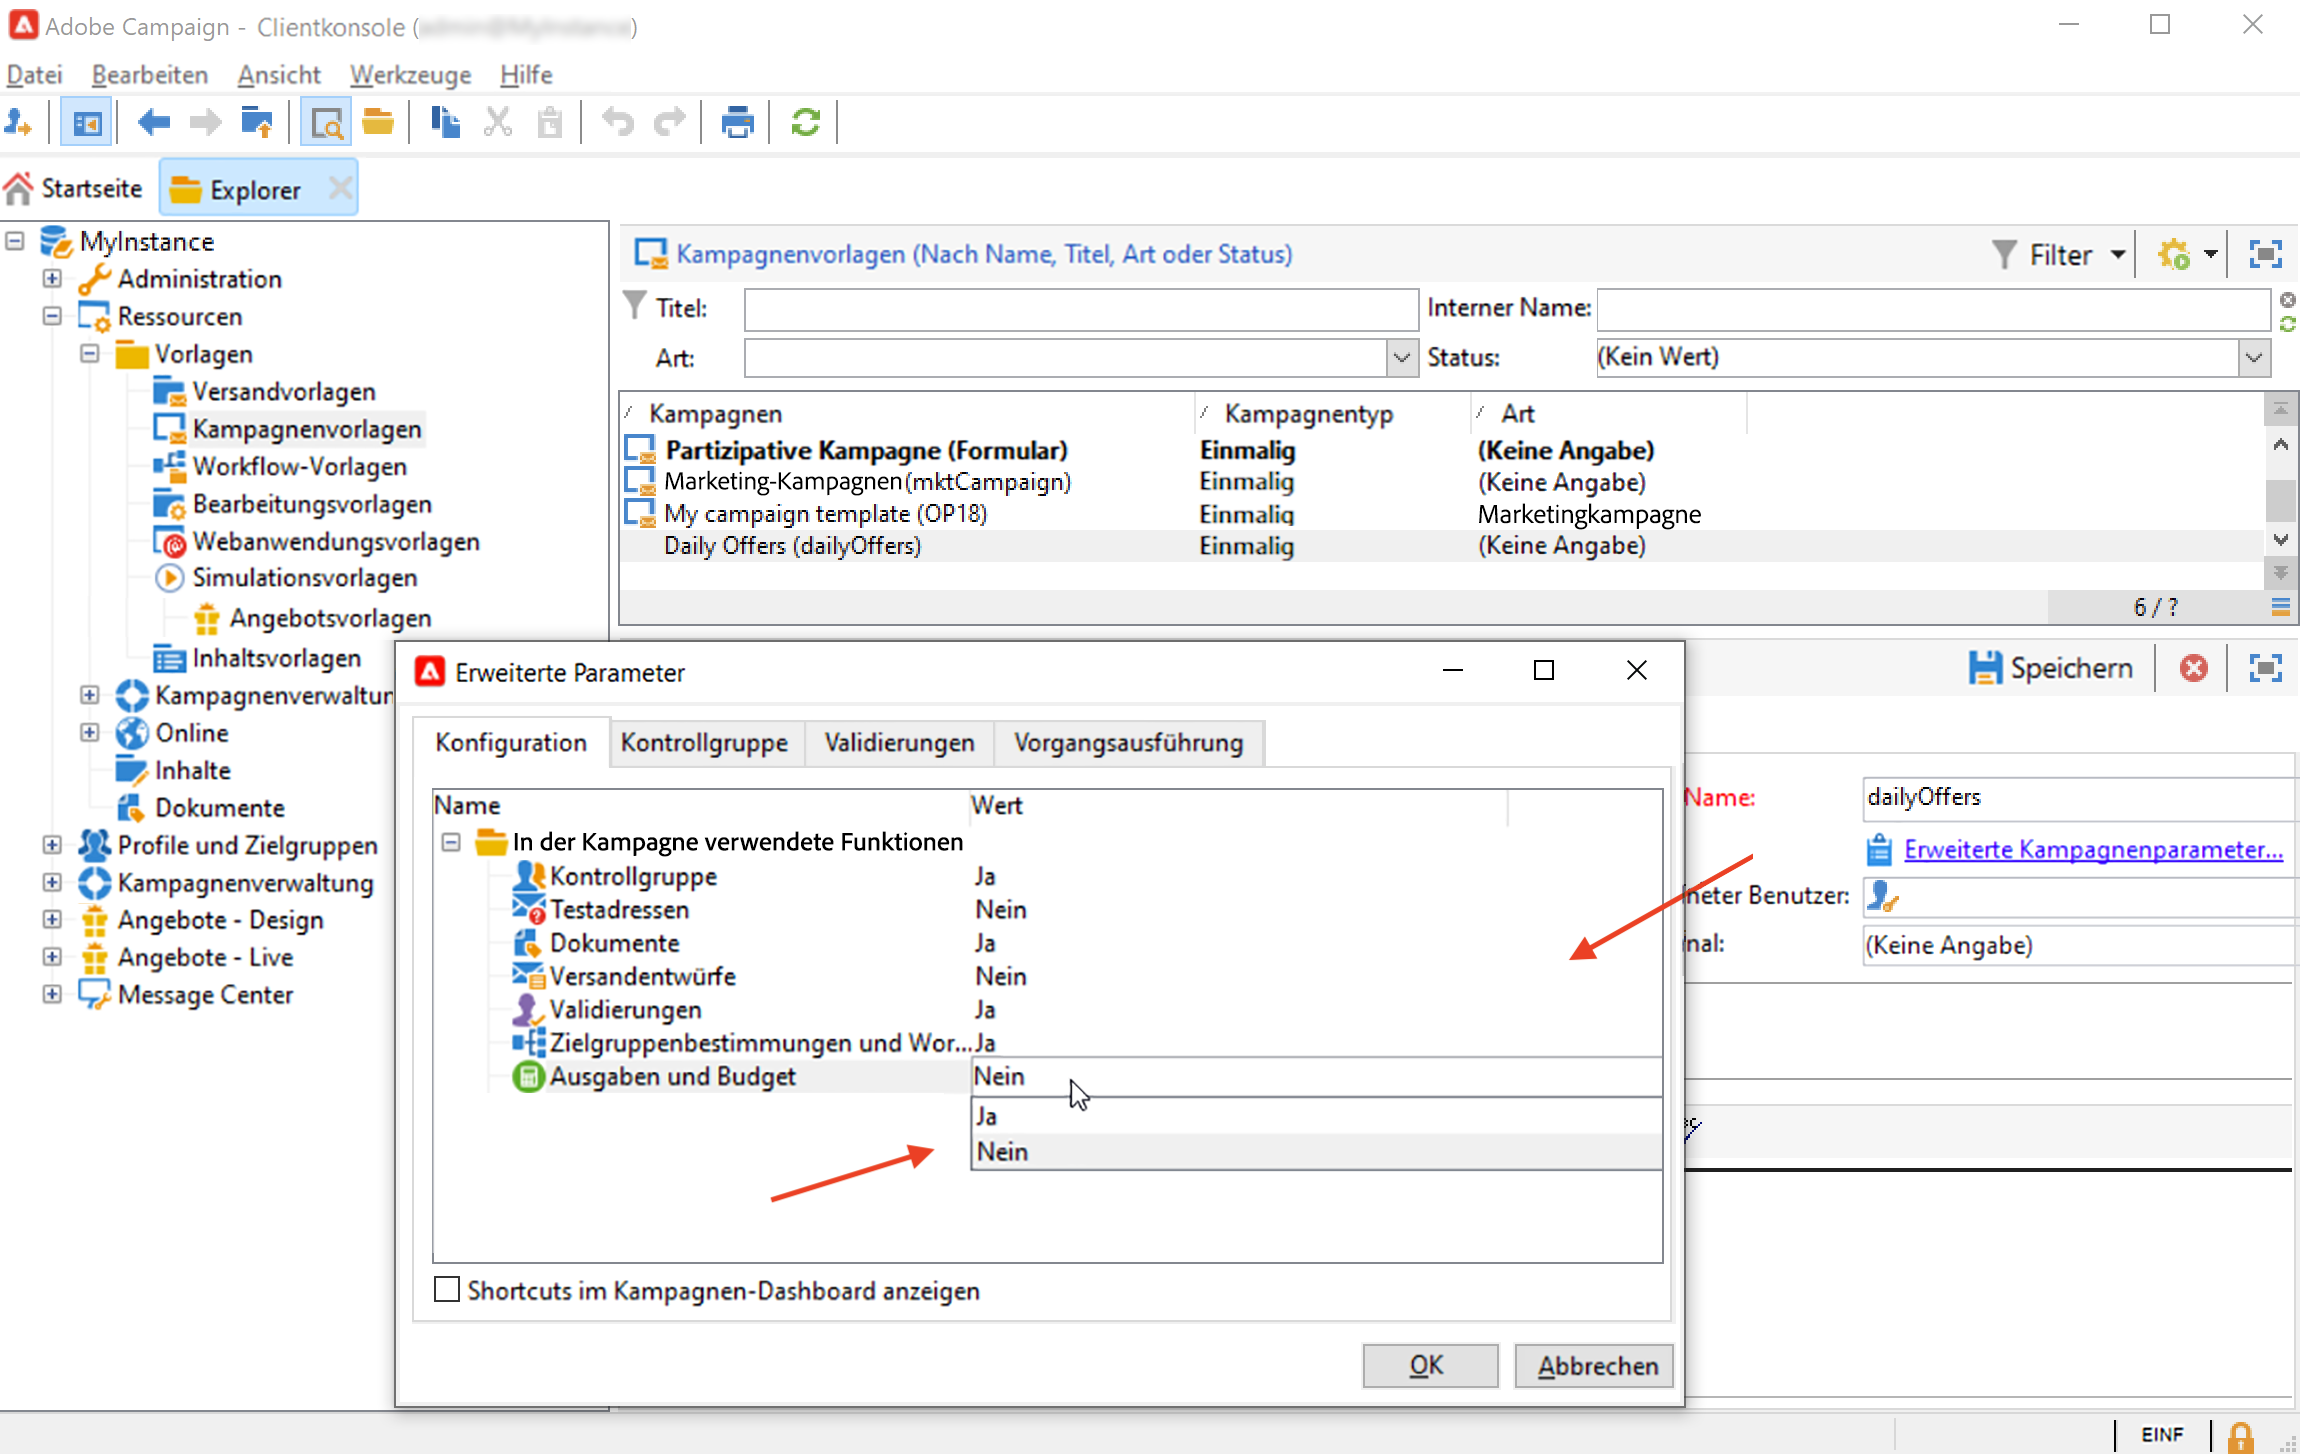 Adobe Campaign - Clientkonsole ( )
Datei Bearbeiten Ansicht Werkzeuge Hilfe
Startseite Explorer
MyInstance
Administration
Ressourcen
Vorlagen
Versandvorlagen
Kampagnenvorlagen
Workflow-Vorlagen
Bearbeitungsvorlagen
Webanwendungsvorlagen
Simulationsvorlagen
Angebotsvorlagen
Inhaltsvorlagen
Kampagnenverwaltun
Online
Inhalte
Dokumente
Profile und Zielgruppen
Kampagnenverwaltung
Angebote - Design
Angebote - Live
Message Center
Kampagnenvorlagen (Nach Name, Titel, Art oder Status) Filter
Titel: Interner Name:
Art: Status: (Kein Wert)
Kampagnen Kampagnentyp Art
Partizipative Kampagne (Formular) Einmalig (Keine Angabe)
Marketing-Kampagnen (mktCampaign) Einmalig (Keine Angabe)
My campaign template (OP18) Einmalig Marketingkampagne
Daily Offers (dailyOffers) Einmalig (Keine Angabe)
6 / ?
Speichern
Name: dailyOffers
Erweiterte Kampagnenparameter...
neter Benutzer:
nal: (Keine Angabe)
Erweiterte Parameter
Konfiguration Kontrollgruppe Validierungen Vorgangsausführung
Name Wert
In der Kampagne verwendete Funktionen
Kontrollgruppe Ja
Testadressen Nein
Dokumente Ja
Versandentwürfe Nein
Validierungen Ja
Zielgruppenbestimmungen und Wor... Ja
Ausgaben und Budget Nein
Ja
Nein
Shortcuts im Kampagnen-Dashboard anzeigen
OK Abbrechen
EINF